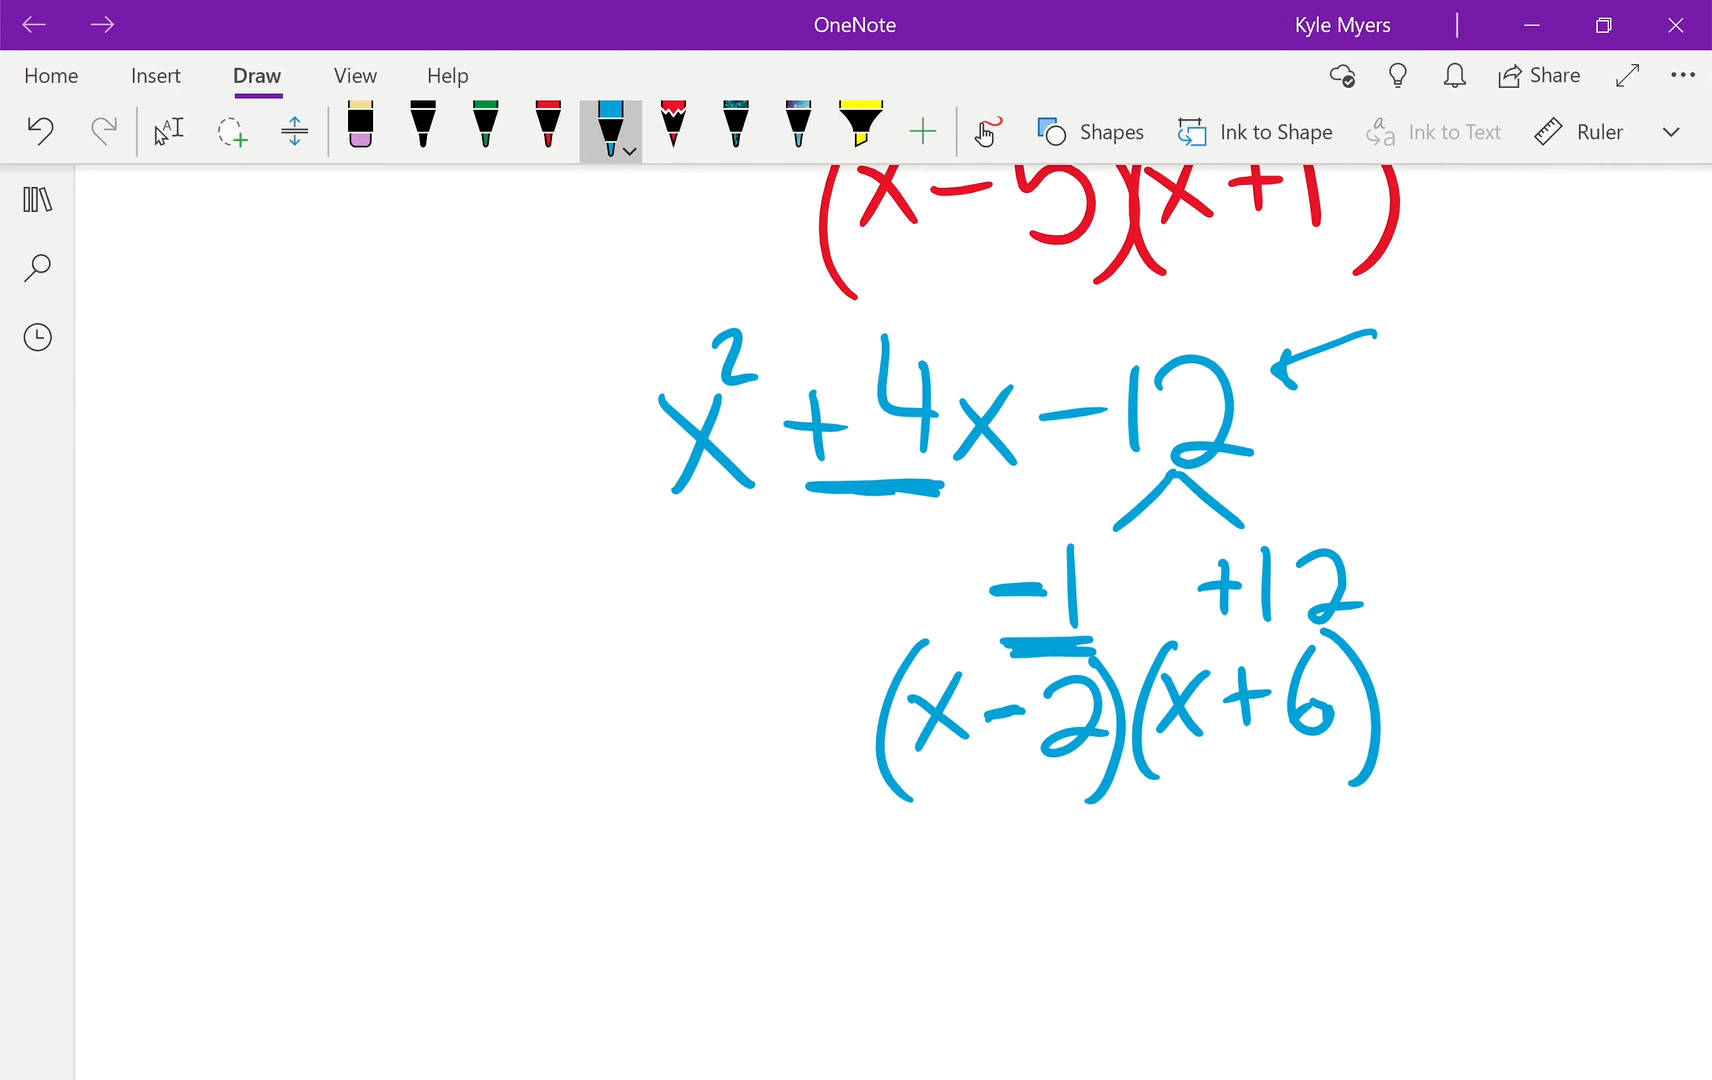 OneNote
Kyle Myers
Home Insert Draw View Help
Share
Shapes Ink to Shape Ink to Text Ruler
(x-5)(x+1)
x² +4x-12
-1 +12
(x-2)(x+6)